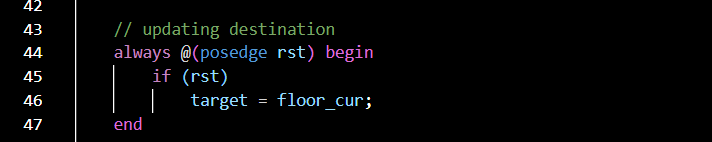 42
43 // updating destination
44 always @(posedge rst) begin
45 if (rst)
46 target = floor_cur;
47 end